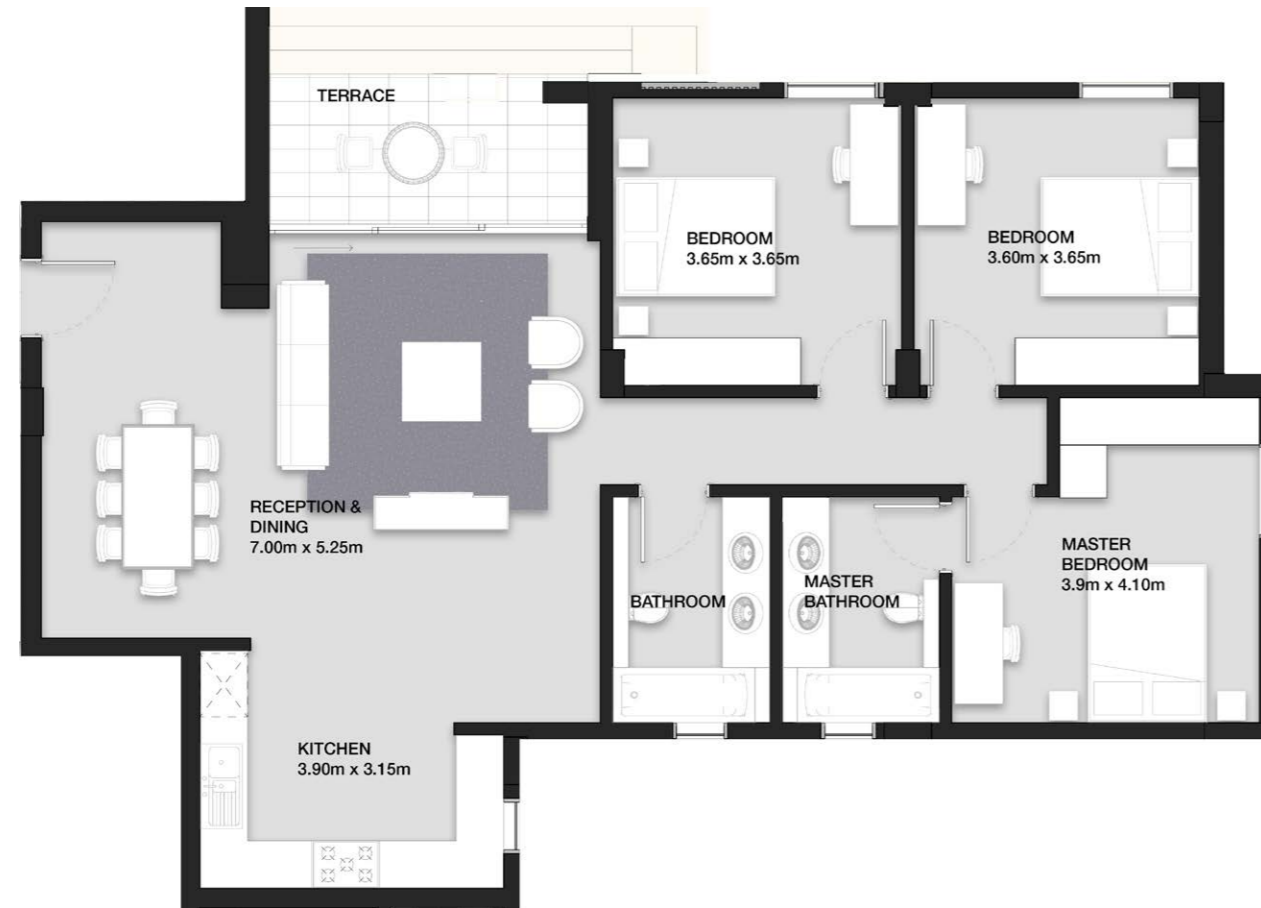 TERRACE
BEDROOM
3.65m x 3.65m
BEDROOM
3.60m x 3.65m
RECEPTION &
DINING
7.00m x 5.25m
BATHROOM
MASTER
BATHROOM
MASTER
BEDROOM
3.9m x 4.10m
KITCHEN
3.90m x 3.15m